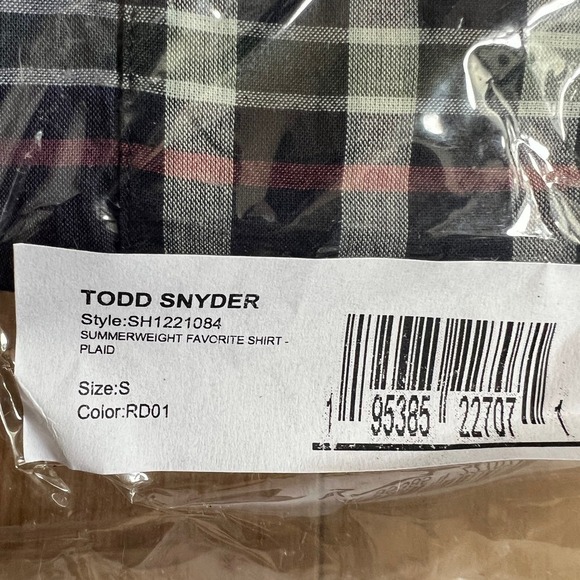 TODD SNYDER
Style:SH1221084
SUMMERWEIGHT FAVORITE SHIRT -
PLAID
Size:S
Color:RD01
1 95385 22707 1